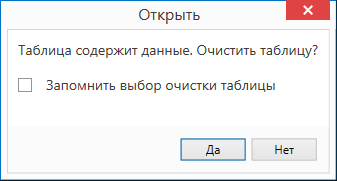 Открыть
Таблица содержит данные. Очистить таблицу?
Запомнить выбор очистки таблицы
Да
Нет